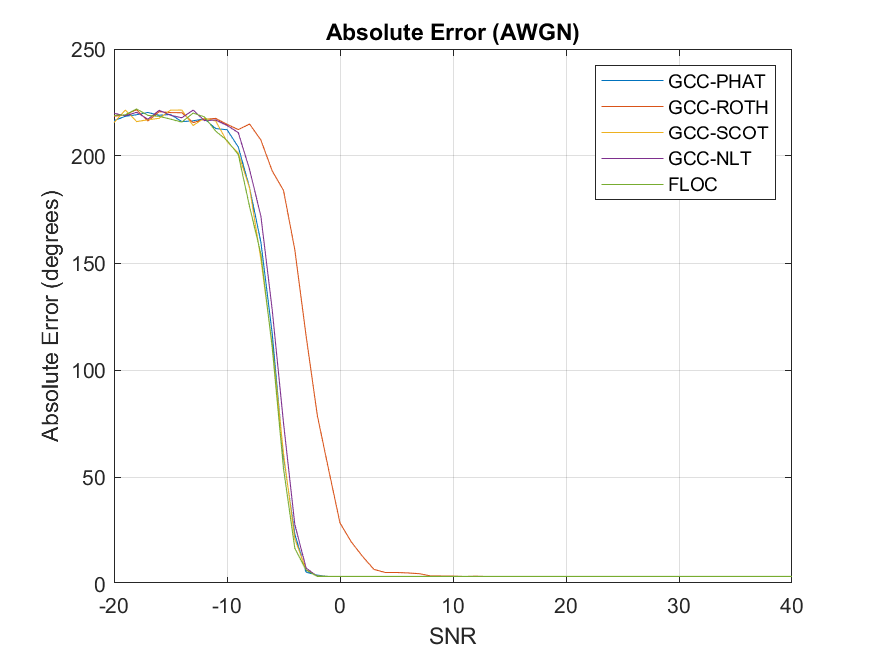 Absolute Error (AWGN)
250
200
150
100
50
0
Absolute Error (degrees)
GCC-PHAT
GCC-ROTH
GCC-SCOT
GCC-NLT
FLOC
-20
-10
0
10
20
30
40
SNR